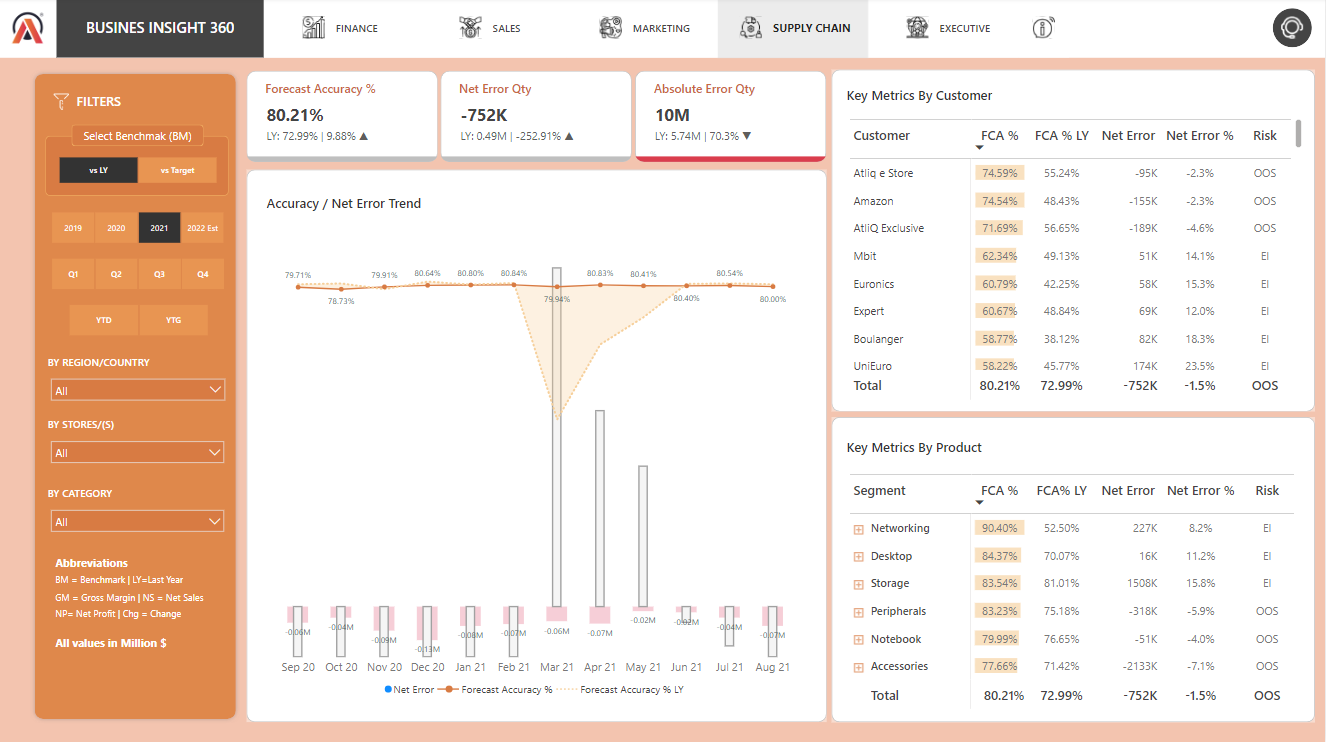 BUSINES INSIGHT 360
FINANCE
SALES
MARKETING
SUPPLY CHAIN
EXECUTIVE
FILTERS
Select Benchmak (BM)
vs LY
vs Target
2019
2020
2021
2022 Est
Q1
Q2
Q3
Q4
YTD
YTG
BY REGION/COUNTRY
All
BY STORES/(S)
All
BY CATEGORY
All
Abbreviations
BM = Benchmark | LY=Last Year
GM = Gross Margin | NS = Net Sales
NP= Net Profit | Chg = Change
All values in Million $
Forecast Accuracy %
80.21%
LY: 72.99% | 9.88% ▲
Net Error Qty
-752K
LY: 0.49M | -252.91% ▲
Absolute Error Qty
10M
LY: 5.74M | 70.3% ▼
Accuracy / Net Error Trend
79.71% 78.73% 79.91% 80.64% 80.80% 80.84% 79.94% 80.83% 80.41% 80.40% 80.54% 80.00%
-0.06M -0.04M -0.09M -0.13M -0.08M -0.07M -0.06M -0.07M -0.02M -0.02M -0.04M -0.07M
Sep 20 Oct 20 Nov 20 Dec 20 Jan 21 Feb 21 Mar 21 Apr 21 May 21 Jun 21 Jul 21 Aug 21
Net Error Forecast Accuracy % Forecast Accuracy % LY
Key Metrics By Customer
Customer FCA % FCA % LY Net Error Net Error % Risk
Atliq e Store 74.59% 55.24% -95K -2.3% OOS
Amazon 74.54% 48.43% -155K -2.3% OOS
AtliQ Exclusive 71.69% 56.65% -189K -4.6% OOS
Mbit 62.34% 49.13% 51K 14.1% EI
Euronics 60.79% 42.25% 58K 15.3% EI
Expert 60.67% 48.84% 69K 12.0% EI
Boulanger 58.77% 38.12% 82K 18.3% EI
UniEuro 58.22% 45.77% 174K 23.5% EI
Total 80.21% 72.99% -752K -1.5% OOS
Key Metrics By Product
Segment FCA % FCA% LY Net Error Net Error % Risk
Networking 90.40% 52.50% 227K 8.2% EI
Desktop 84.37% 70.07% 16K 11.2% EI
Storage 83.54% 81.01% 1508K 15.8% EI
Peripherals 83.23% 75.18% -318K -5.9% OOS
Notebook 79.99% 76.65% -51K -4.0% OOS
Accessories 77.66% 71.42% -2133K -7.1% OOS
Total 80.21% 72.99% -752K -1.5% OOS